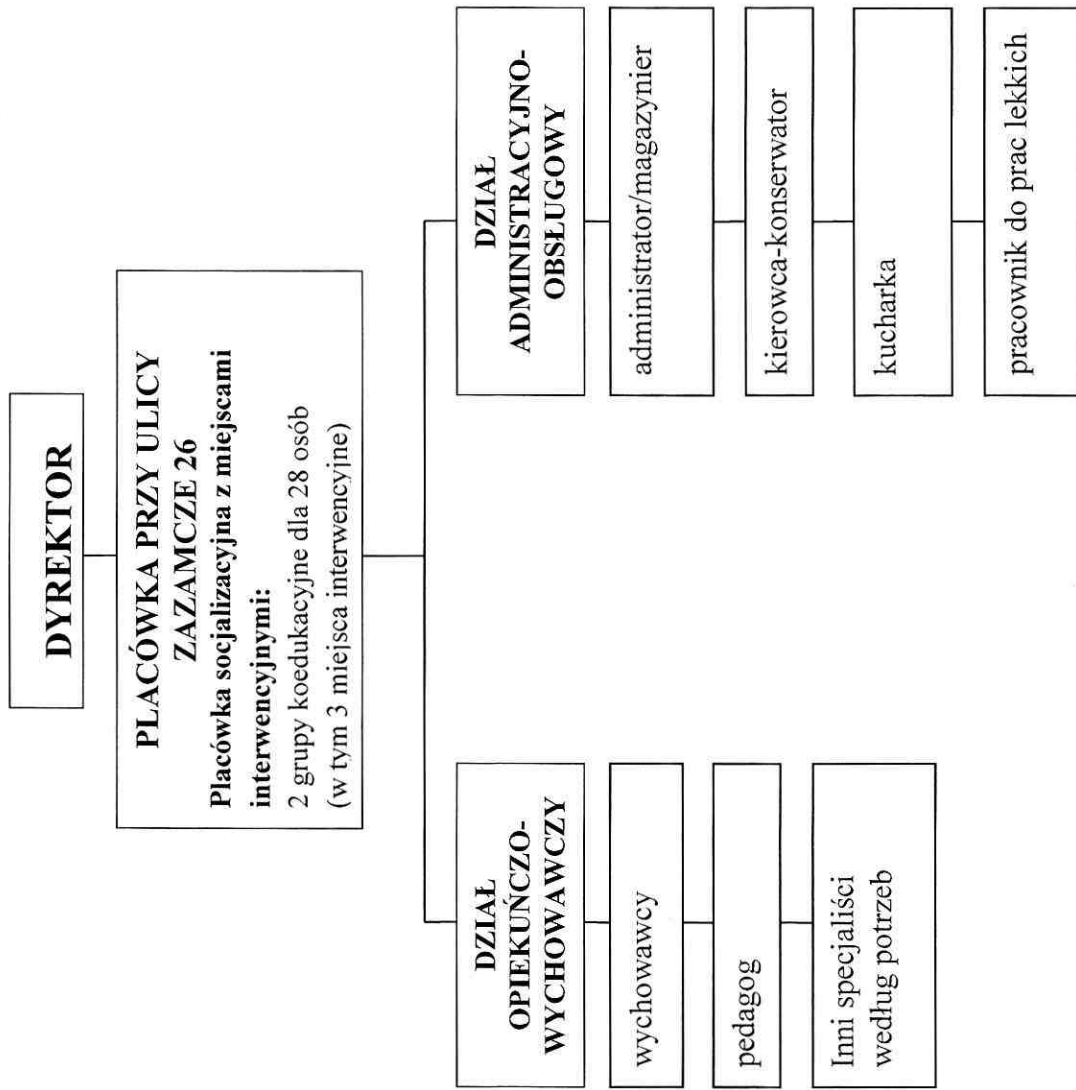 DYREKTOR
PLACÓWKA PRZY ULICY
ZAZAMCZE 26
Placówka socjalizacyjna z miejscami
interwencyjnymi:
2 grupy koedukacyjne dla 28 osób
(w tym 3 miejsca interwencyjne)
DZIAŁ
OPIEKUŃCZO-
WYCHOWAWCZY
wychowawcy
pedagog
Inni specjaliści
według potrzeb
DZIAŁ
ADMINISTRACYJNO-
OBSŁUGOWY
administrator/magazynier
kierowca-konserwator
kucharka
pracownik do prac lekkich